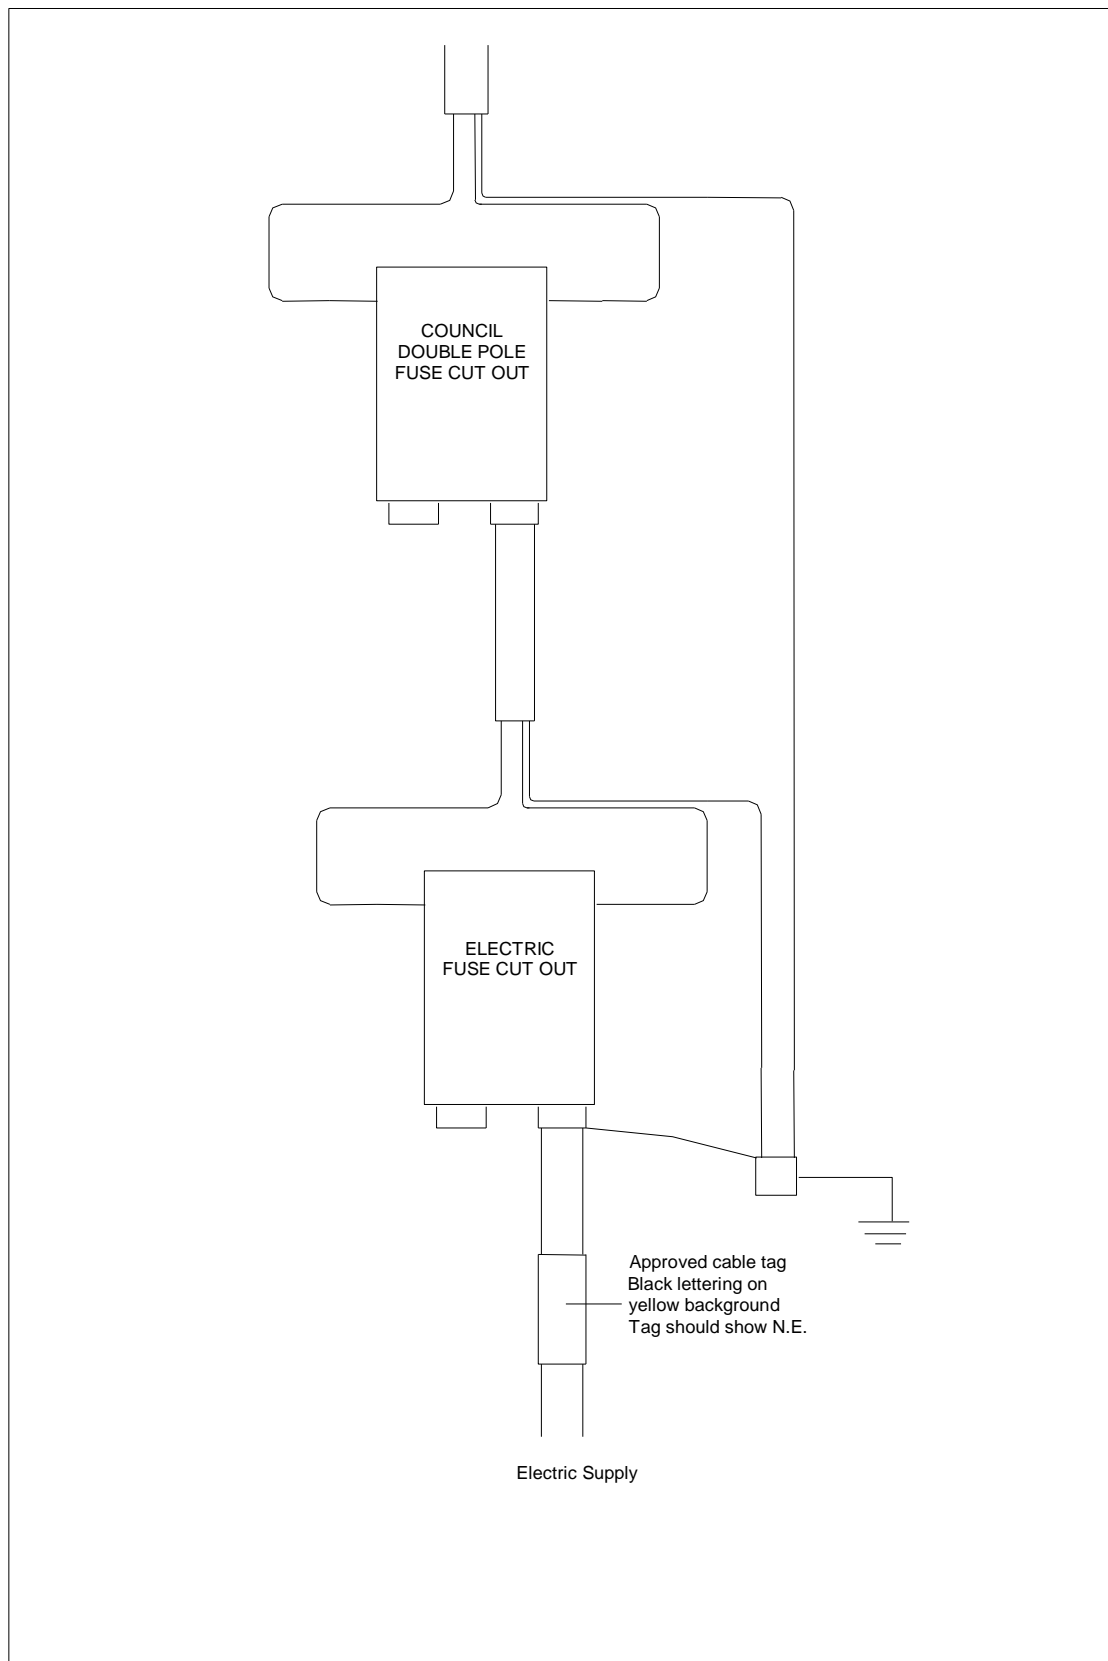 COUNCIL
DOUBLE POLE
FUSE CUT OUT
ELECTRIC
FUSE CUT OUT
Approved cable tag
Black lettering on
yellow background
Tag should show N.E.
Electric Supply